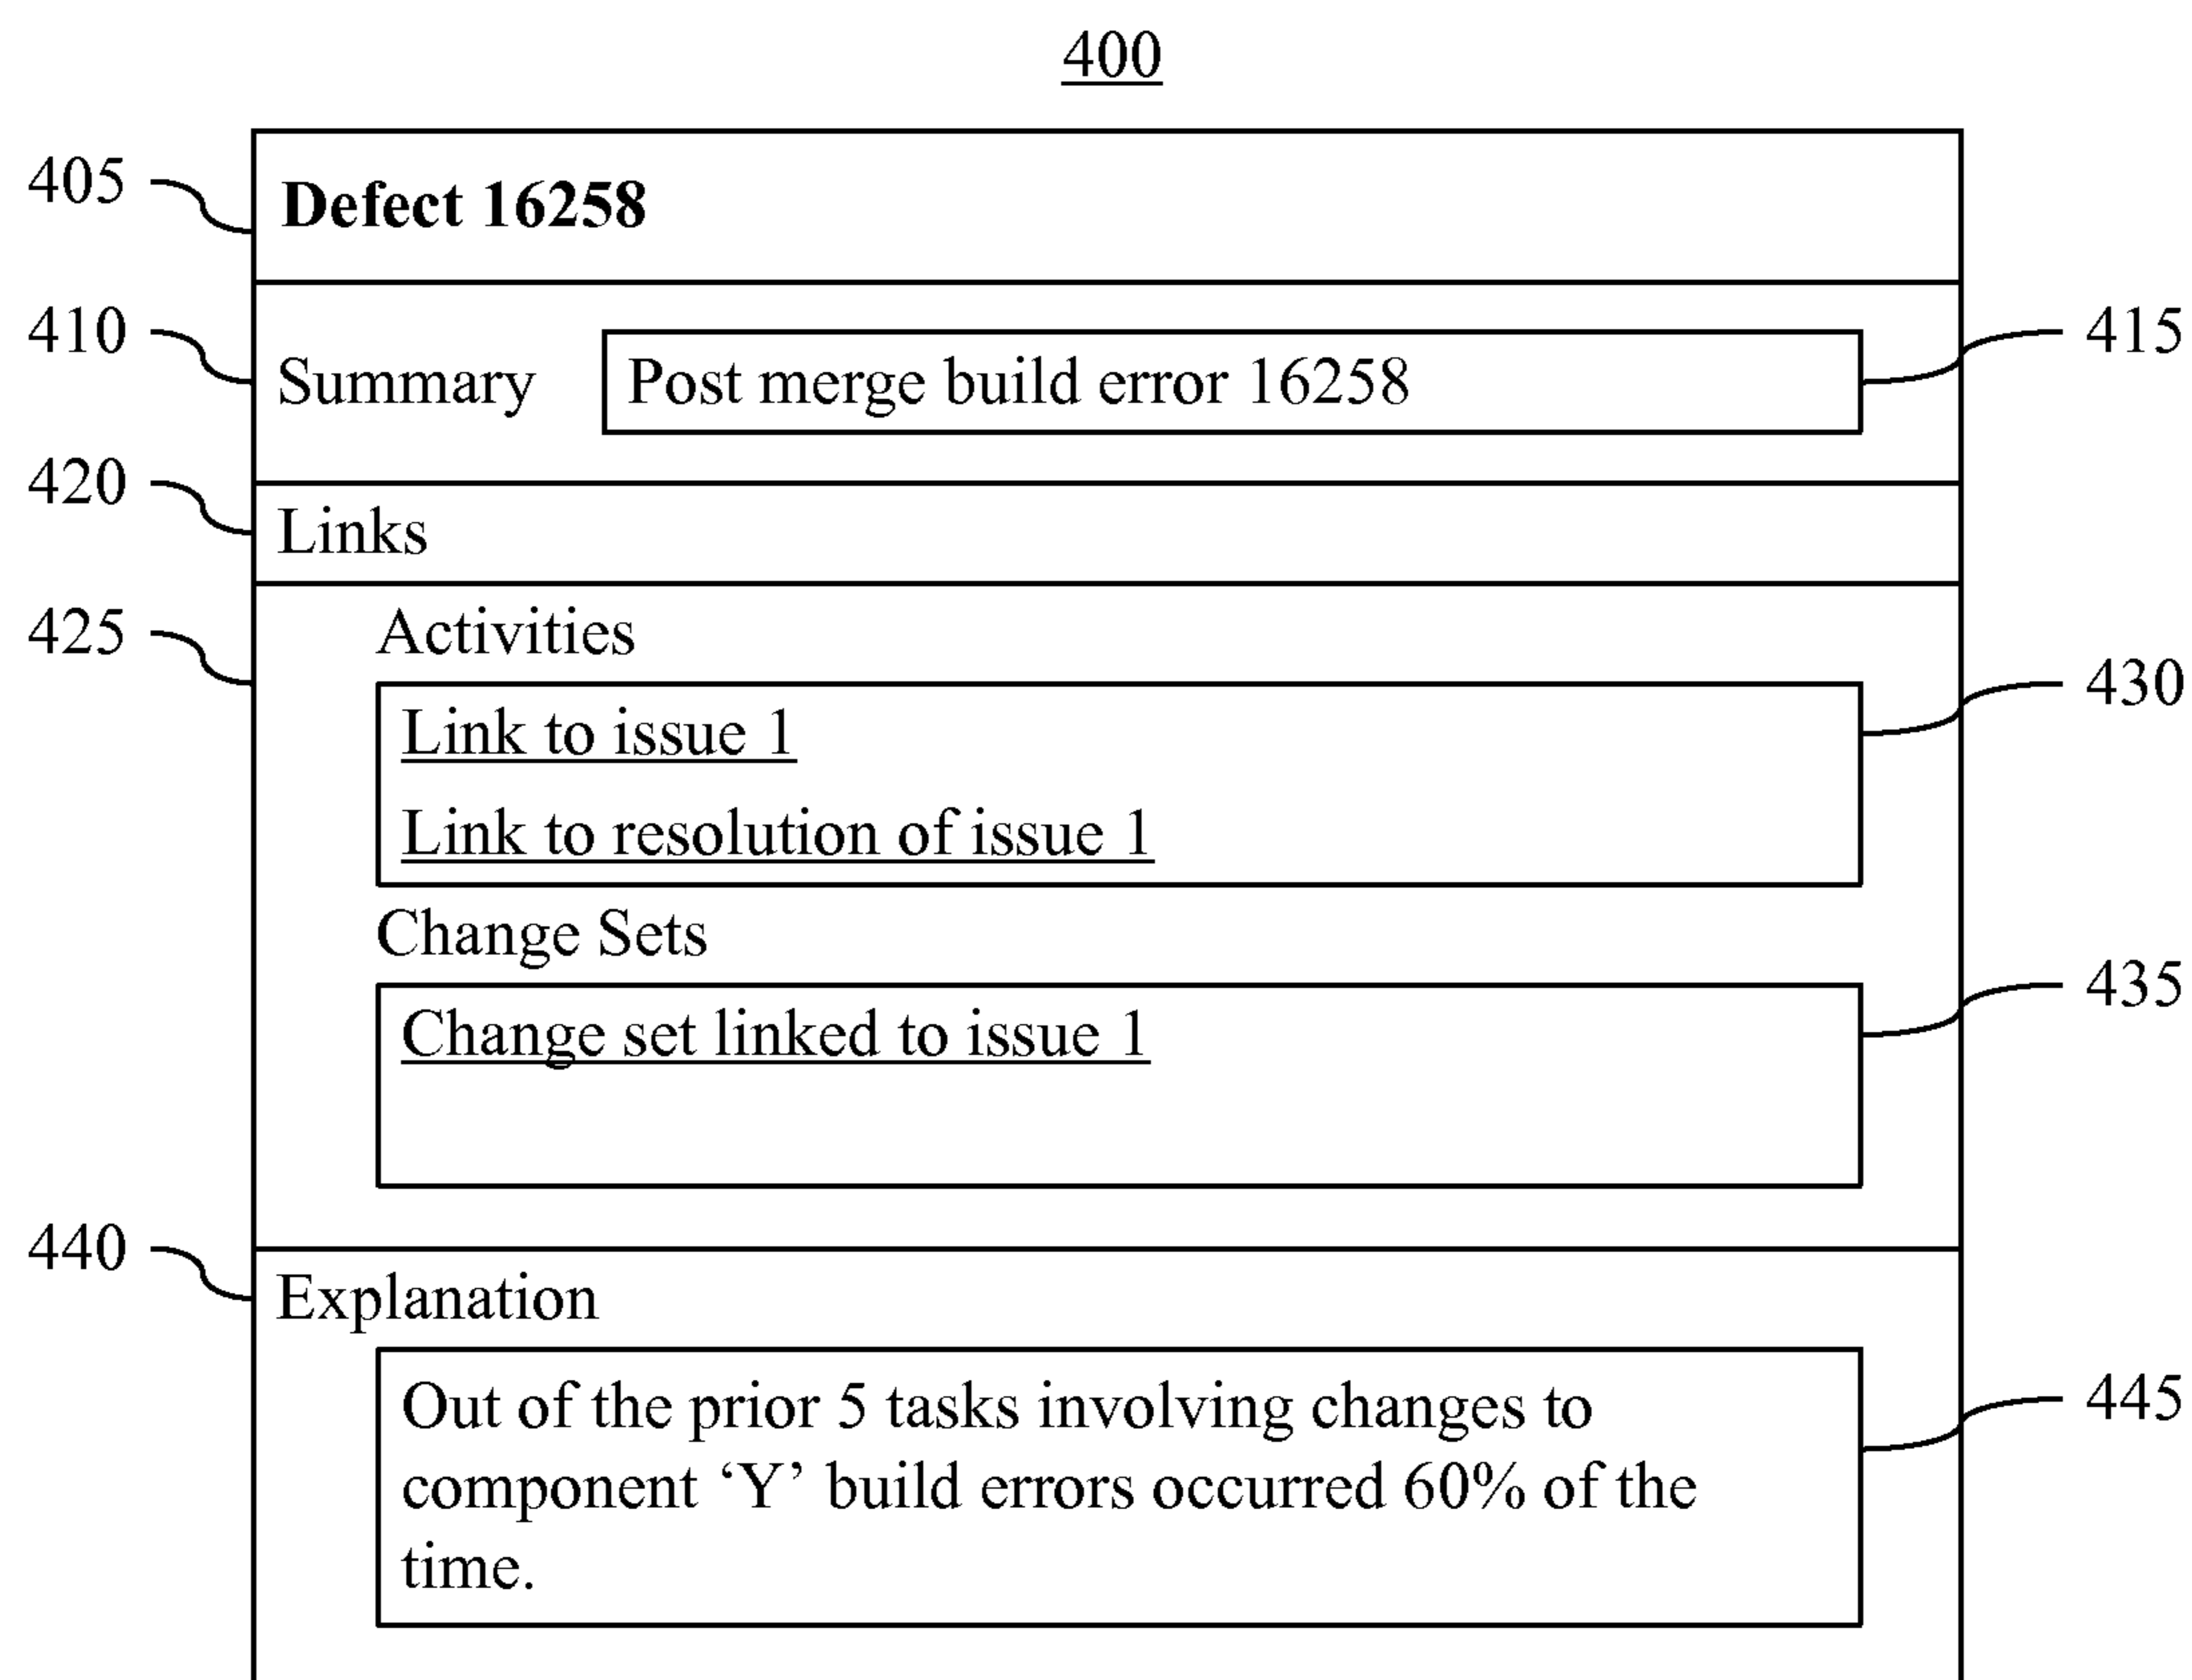 400
405
Defect 16258
410
Summary
Post merge build error 16258
415
420
Links
425
Activities
430
Link to issue 1
Link to resolution of issue 1
Change Sets
435
Change set linked to issue 1
440
Explanation
445
Out of the prior 5 tasks involving changes to
component ‘Y’ build errors occurred 60% of the
time.